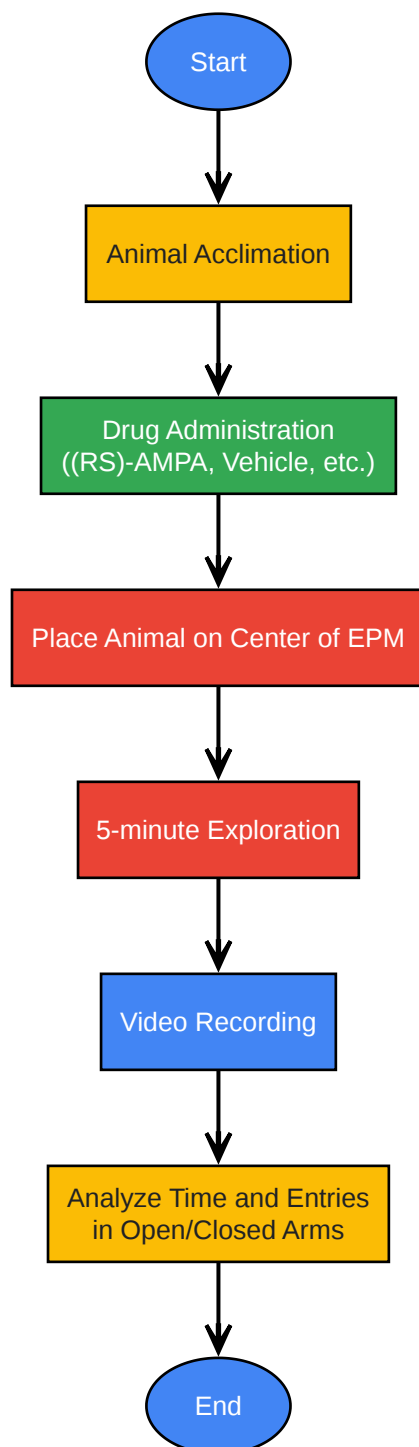 Start
Animal Acclimation
Drug Administration
((RS)-AMPA, Vehicle, etc.)
Place Animal on Center of EPM
5-minute Exploration
Video Recording
Analyze Time and Entries
in Open/Closed Arms
End